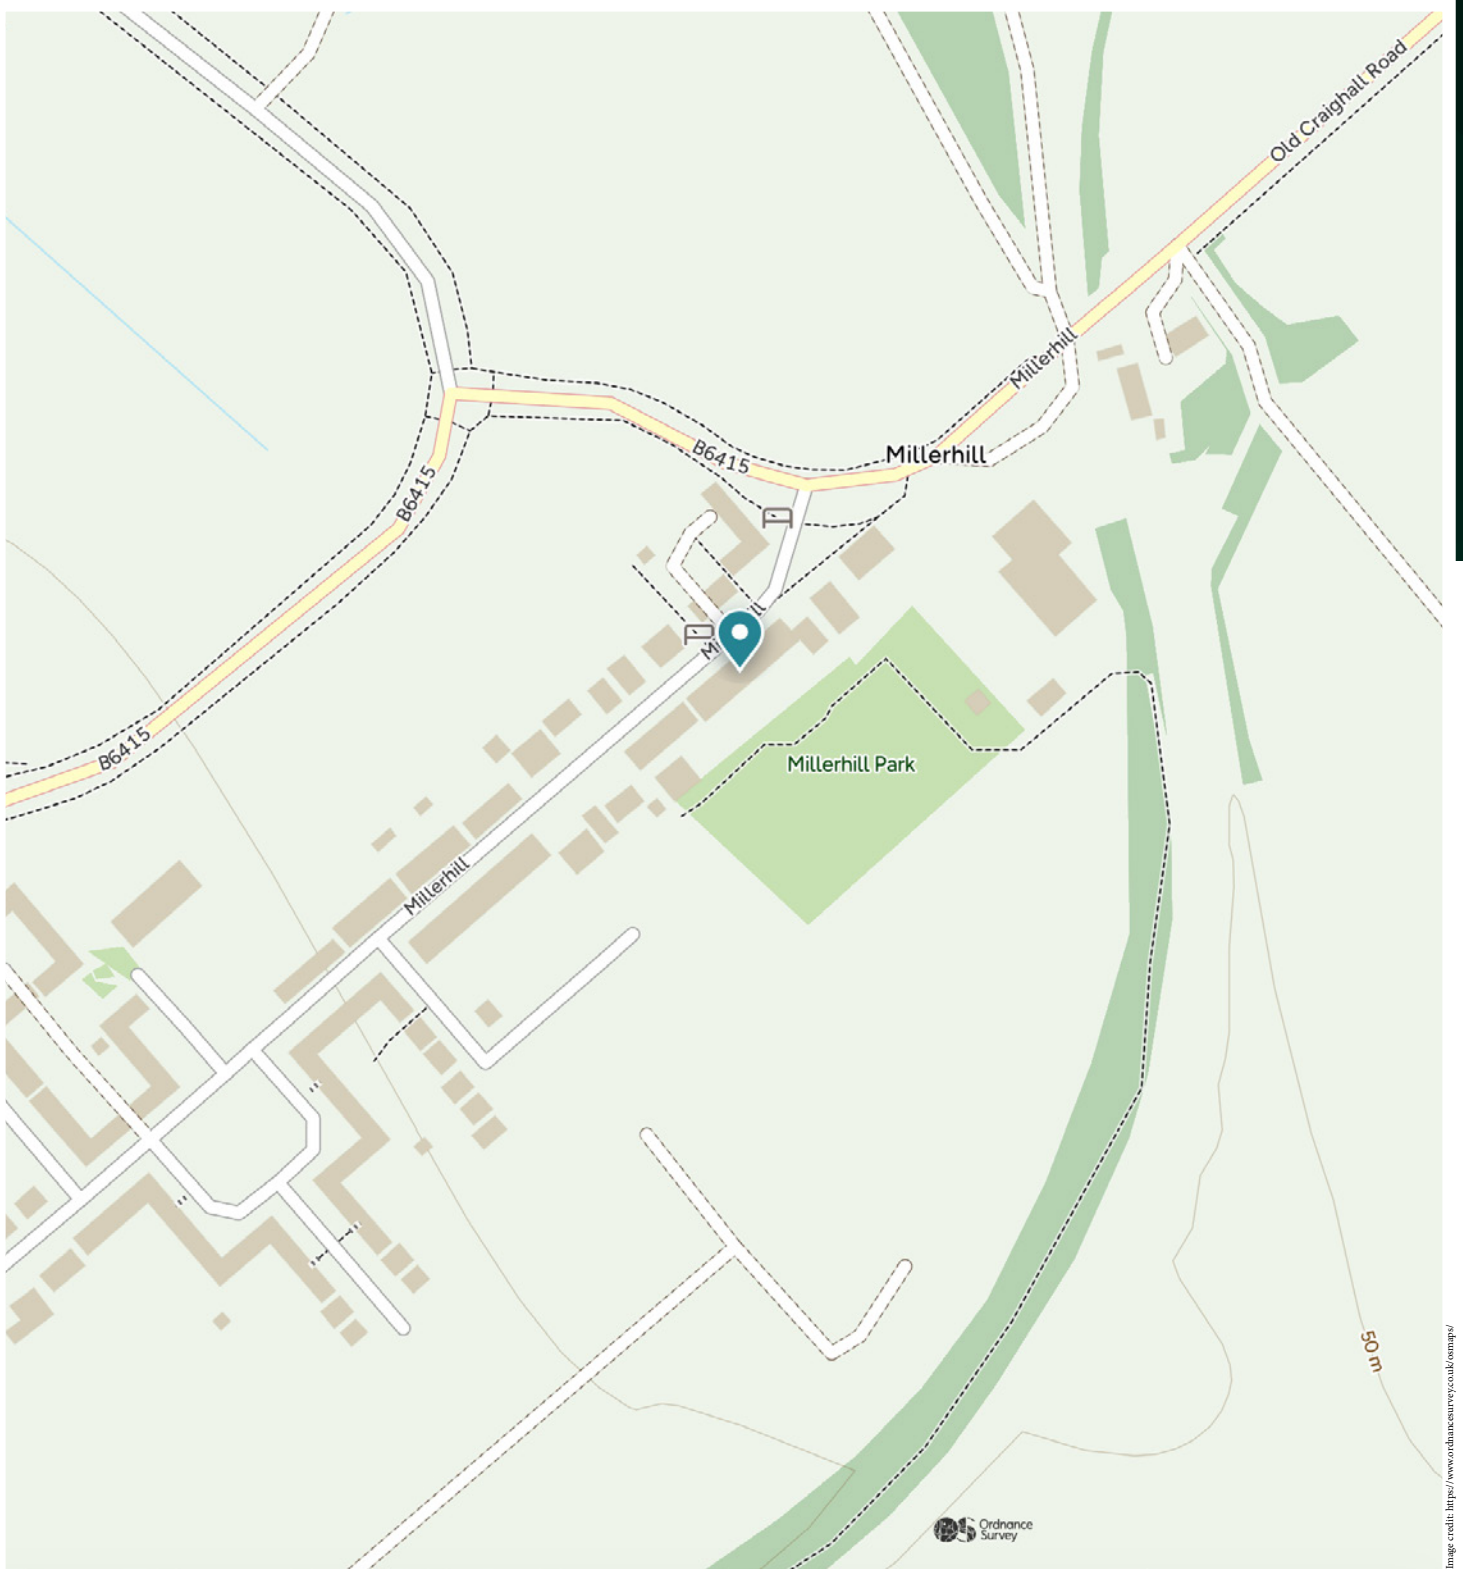 Old Craighall Road
Millerhill
Millerhill
B6415
B6415
B6415
Millerhill Park
Millerhill
50 m
Ordnance
Survey
Image credit: https://www.ordnancesurvey.co.uk/osmaps/